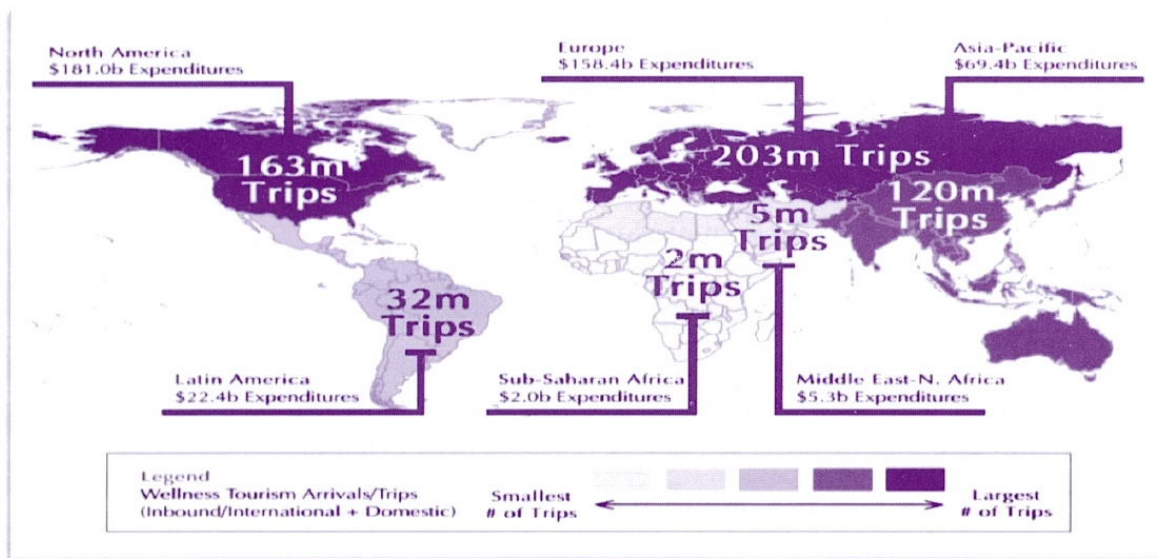 North America
$181.0b Expenditures
Europe
$158.4b Expenditures
Asia-Pacific
$69.4b Expenditures
163m
Trips
203m Trips
120m
Trips
5m
Trips
2m
Trips
32m
Trips
Latin America
$22.4b Expenditures
Sub-Saharan Africa
$2.0b Expenditures
Middle East-N. Africa
$5.3b Expenditures
Legend
Wellness Tourism Arrivals/Trips
(Inbound/International + Domestic)
Smallest
# of Trips
Largest
# of Trips